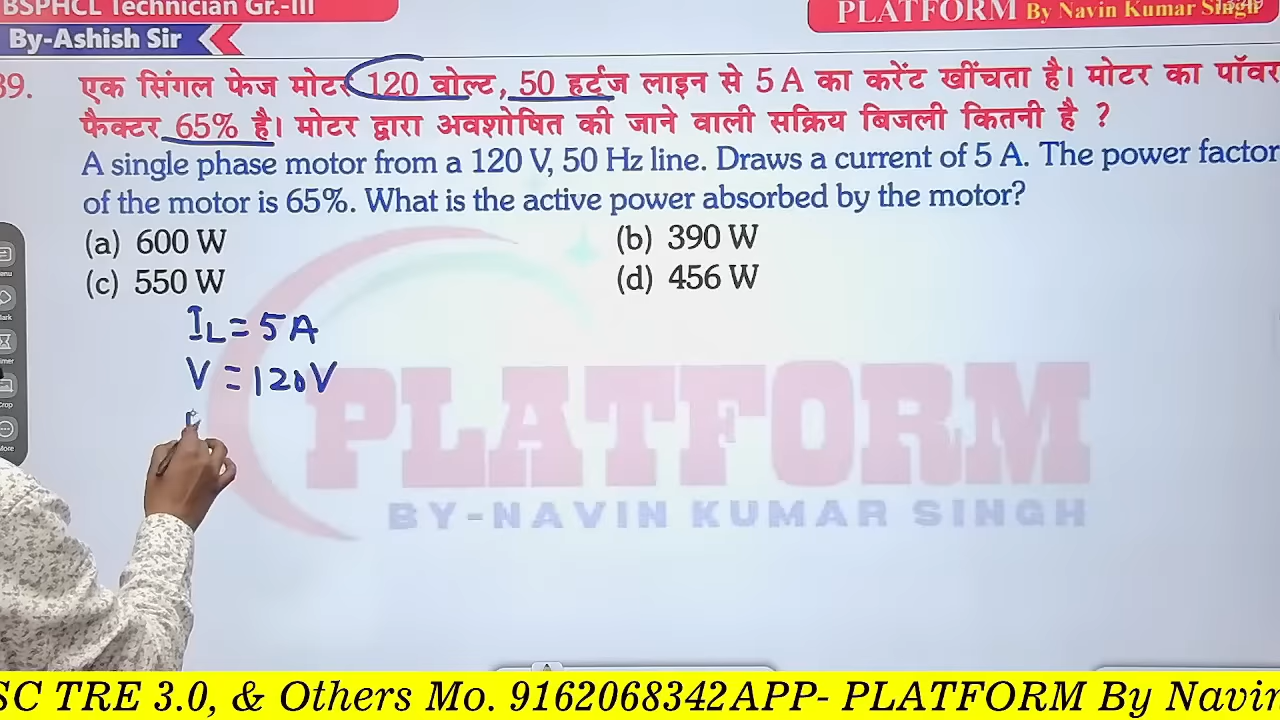 BSPHCL Technician Gr.-III
PLATFORM By Navin Kumar Singh
By-Ashish Sir
39. एक सिंगल फेज मोटर 120 वोल्ट, 50 हर्ट्ज लाइन से 5 A का करेंट खींचता है। मोटर का पॉवर
फैक्टर 65% है। मोटर द्वारा अवशोषित की जाने वाली सक्रिय बिजली कितनी है ?
A single phase motor from a 120 V, 50 Hz line. Draws a current of 5 A. The power factor
of the motor is 65%. What is the active power absorbed by the motor?
(a) 600 W
(b) 390 W
(c) 550 W
(d) 456 W
IL = 5A
V = 120V
PLATFORM
BY-NAVIN KUMAR SINGH
SC TRE 3.0, & Others Mo. 9162068342 APP- PLATFORM By Navin